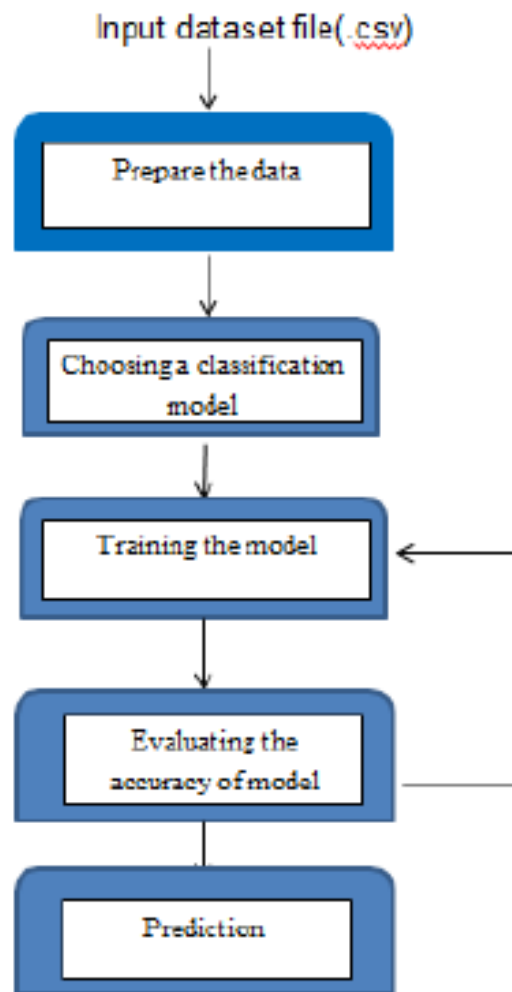 Input dataset file(.csv)
Prepare the data
Choosing a classification
model
Training the model
Evaluating the
accuracy of model
Prediction